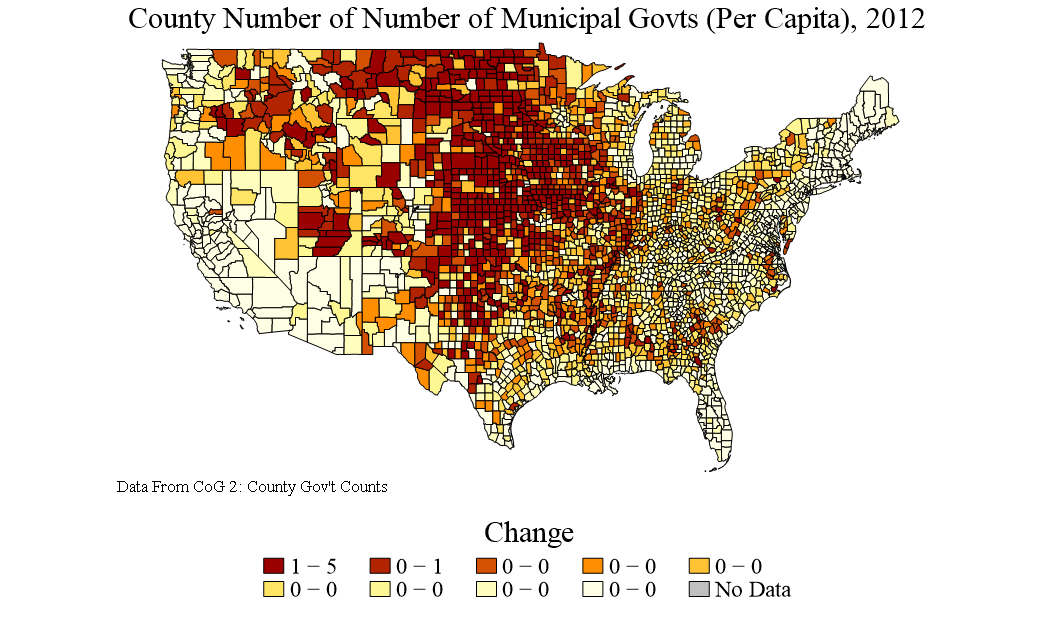 County Number of Number of Municipal Govts (Per Capita), 2012
Data From CoG 2: County Gov't Counts
Change
1 − 5 0 − 1 0 − 0 0 − 0 0 − 0
0 − 0 0 − 0 0 − 0 0 − 0 No Data